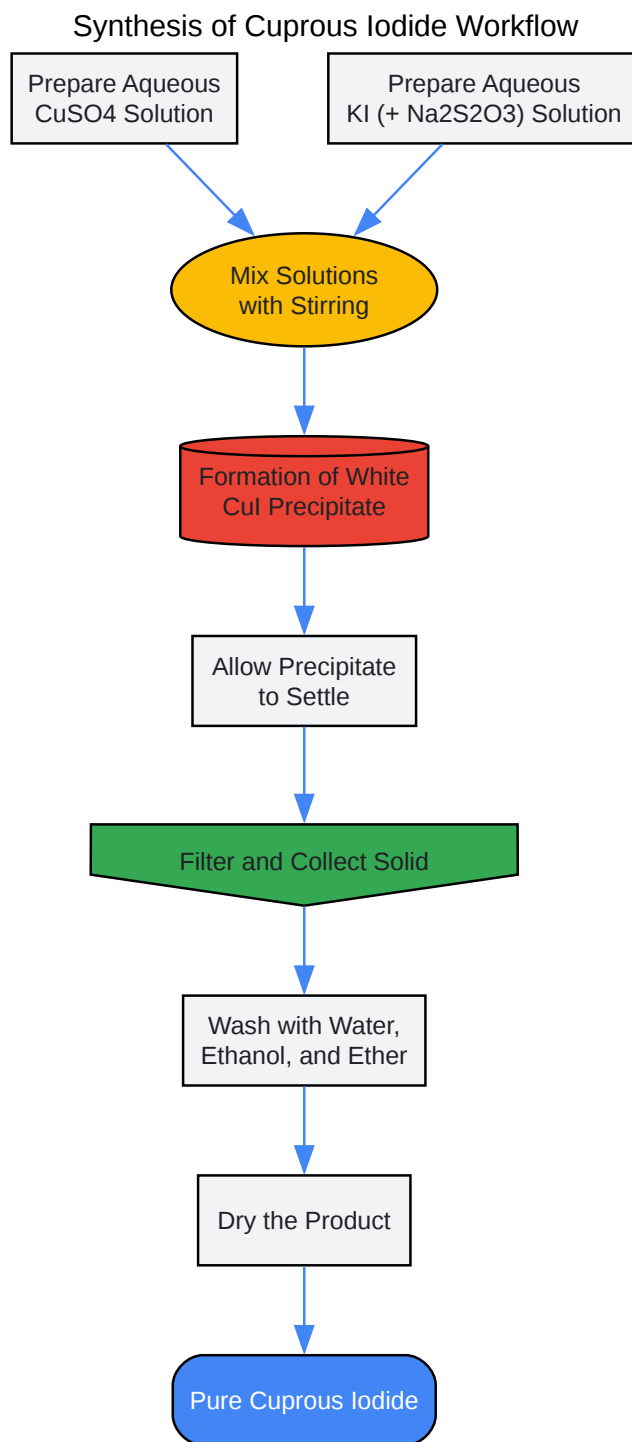 Synthesis of Cuprous Iodide Workflow
Prepare Aqueous
CuSO4 Solution
Prepare Aqueous
KI (+ Na2S2O3) Solution
Mix Solutions
with Stirring
Formation of White
CuI Precipitate
Allow Precipitate
to Settle
Filter and Collect Solid
Wash with Water,
Ethanol, and Ether
Dry the Product
Pure Cuprous Iodide